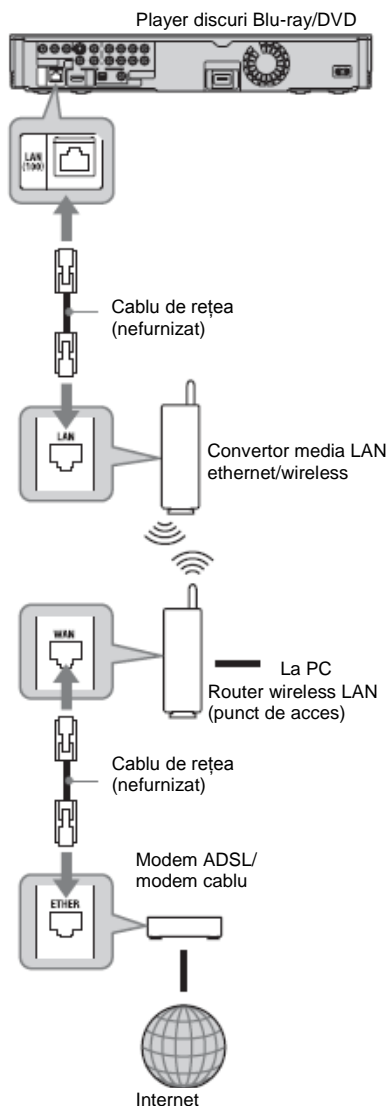 Player discuri Blu-ray/DVD
LAN
(100)
Cablu de rețea
(nefurnizat)
LAN
Convertor media LAN
ethernet/wireless
WAN
La PC
Router wireless LAN
(punct de acces)
Cablu de rețea
(nefurnizat)
Modem ADSL/
modem cablu
ETHER
Internet